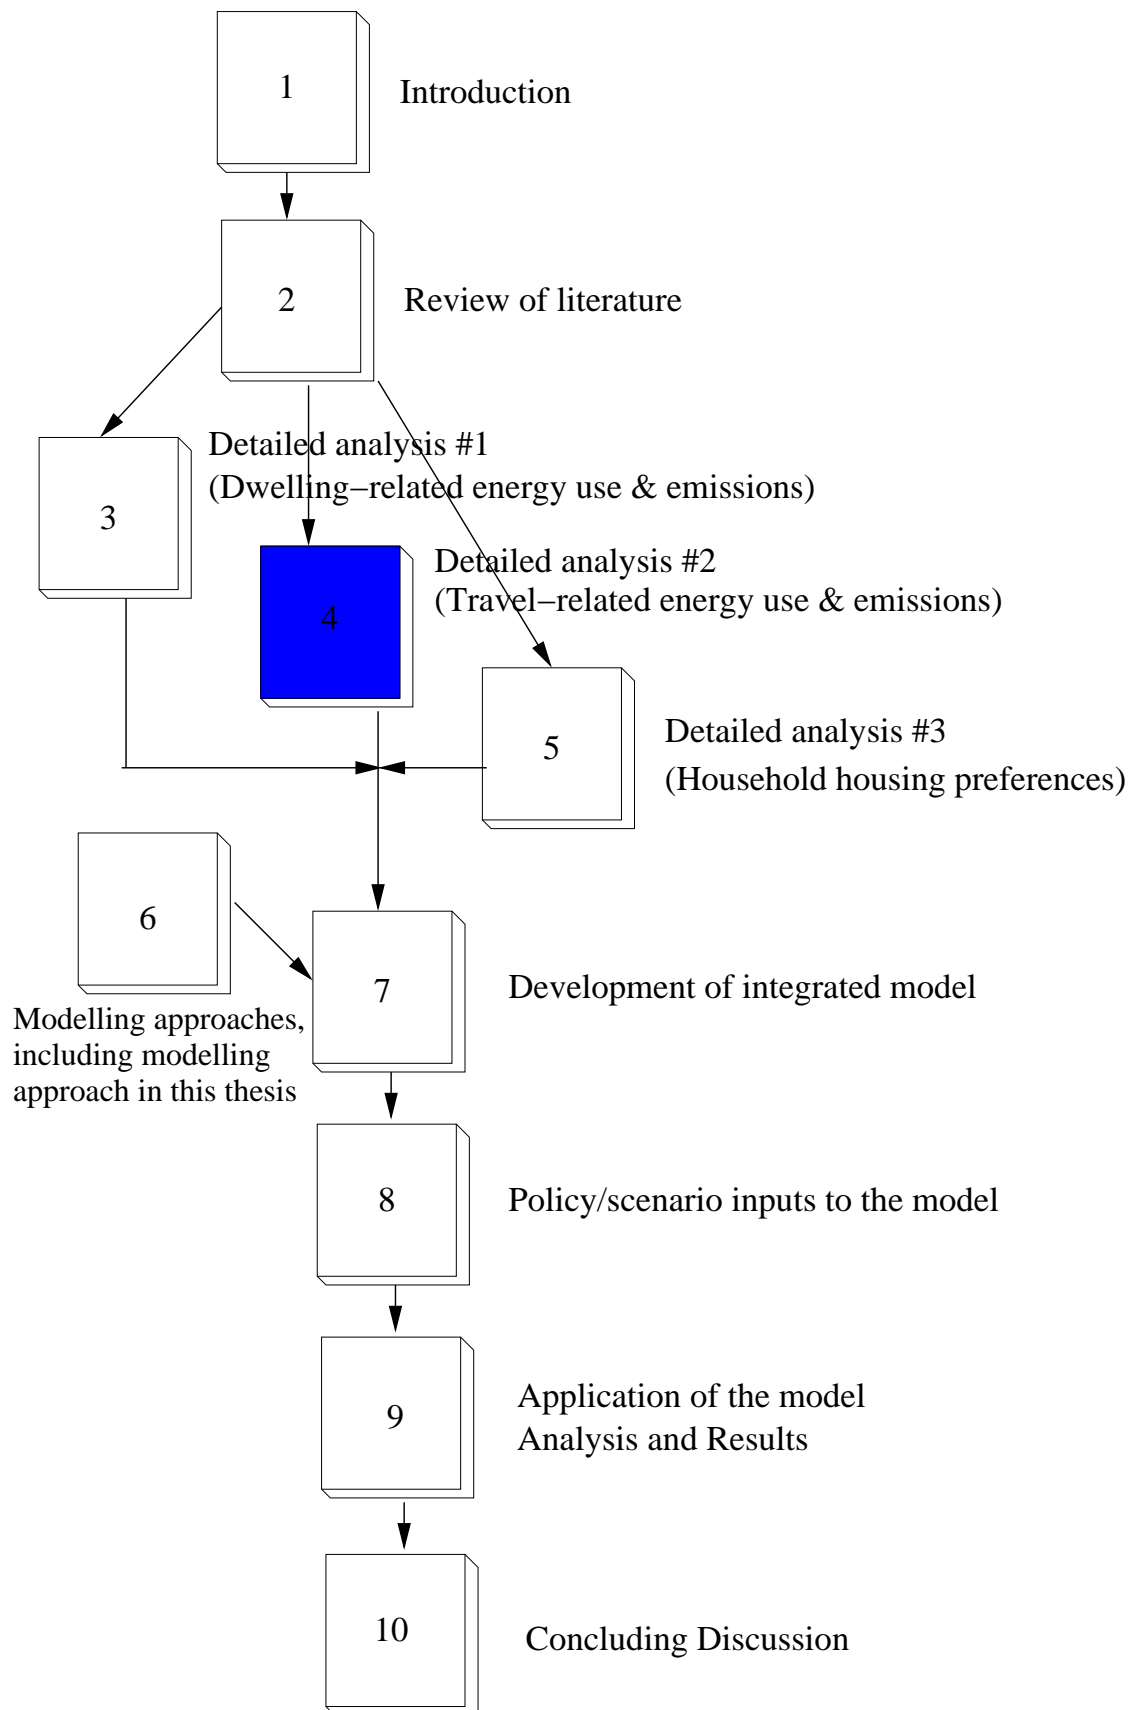 1
Introduction
2
Review of literature
Detailed analysis #1
(Dwelling−related energy use & emissions)
3
Detailed analysis #2
(Travel−related energy use & emissions)
4
Detailed analysis #3
(Household housing preferences)
5
6
Modelling approaches,
including modelling
approach in this thesis
7
Development of integrated model
8
Policy/scenario inputs to the model
9
Application of the model
Analysis and Results
10
Concluding Discussion